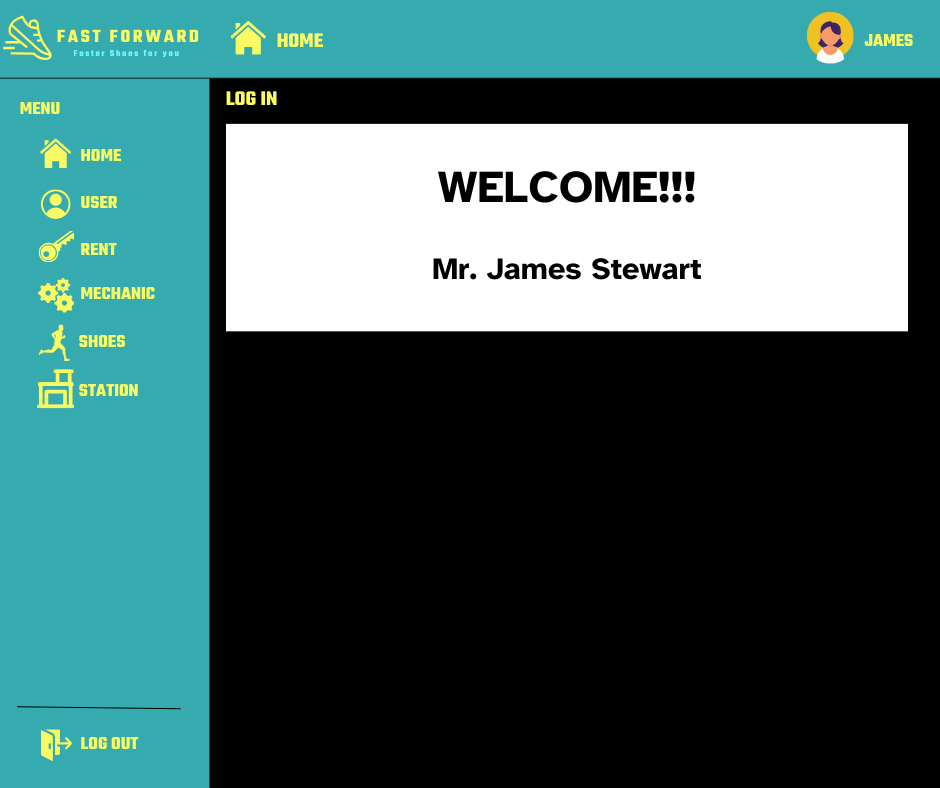 FAST FORWARD
Faster Shoes for you
HOME
JAMES
MENU
HOME
USER
RENT
MECHANIC
SHOES
STATION
LOG OUT
LOG IN
WELCOME!!!
Mr. James Stewart